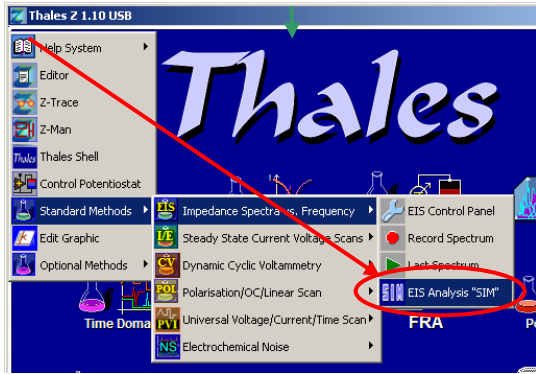 Thales Z 1.10 USB
Help System
Editor
Z-Trace
Z-Man
Thales Shell
Control Potentiostat
Standard Methods
Edit Graphic
Optional Methods
Thales
Impedance Spectra vs. Frequency
Steady State Current Voltage Scans
Dynamic Cyclic Voltammetry
Polarisation/OC/Linear Scan
Universal Voltage/Current/Time Scan
Electrochemical Noise
EIS Control Panel
Record Spectrum
Last Spectrum
EIS Analysis "SIM"
Thales
EIS
I/E
CV
POL
PVI
NS
SIM
Time Doma
FRA
Po